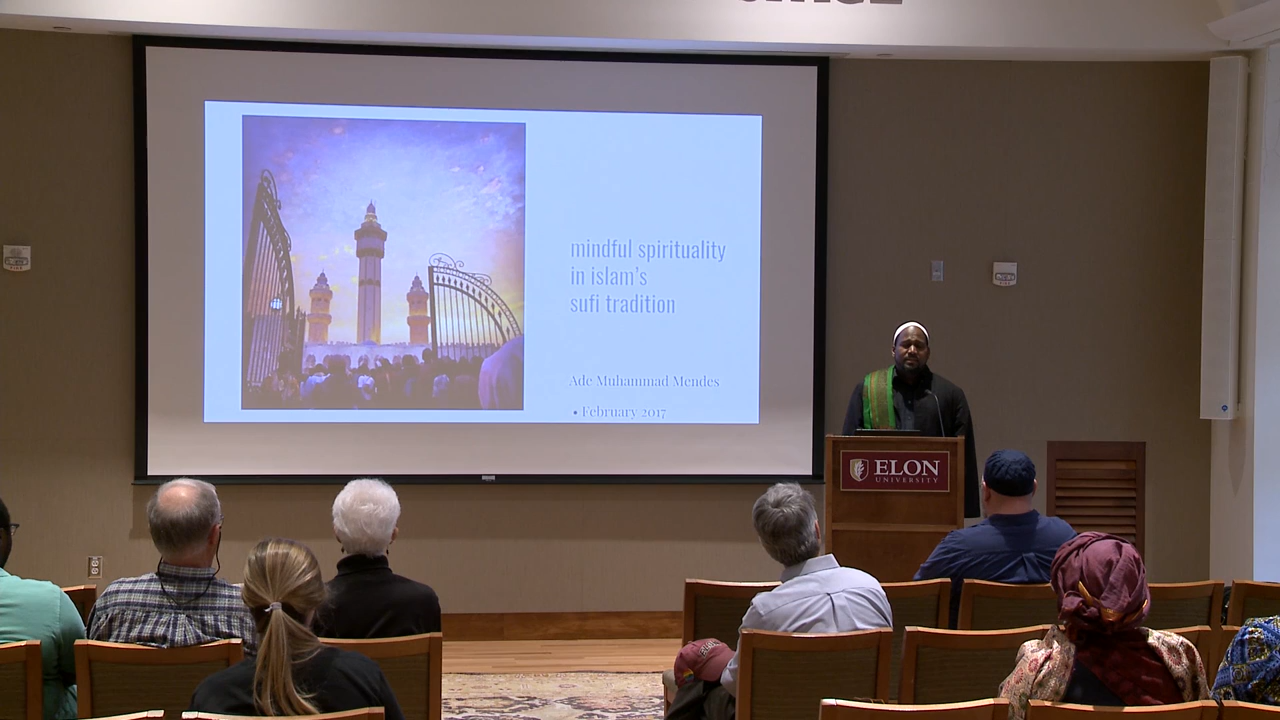 mindful spirituality
in islam's
sufi tradition
Ade Muhammad Mendes
• February 2017
ELON
UNIVERSITY